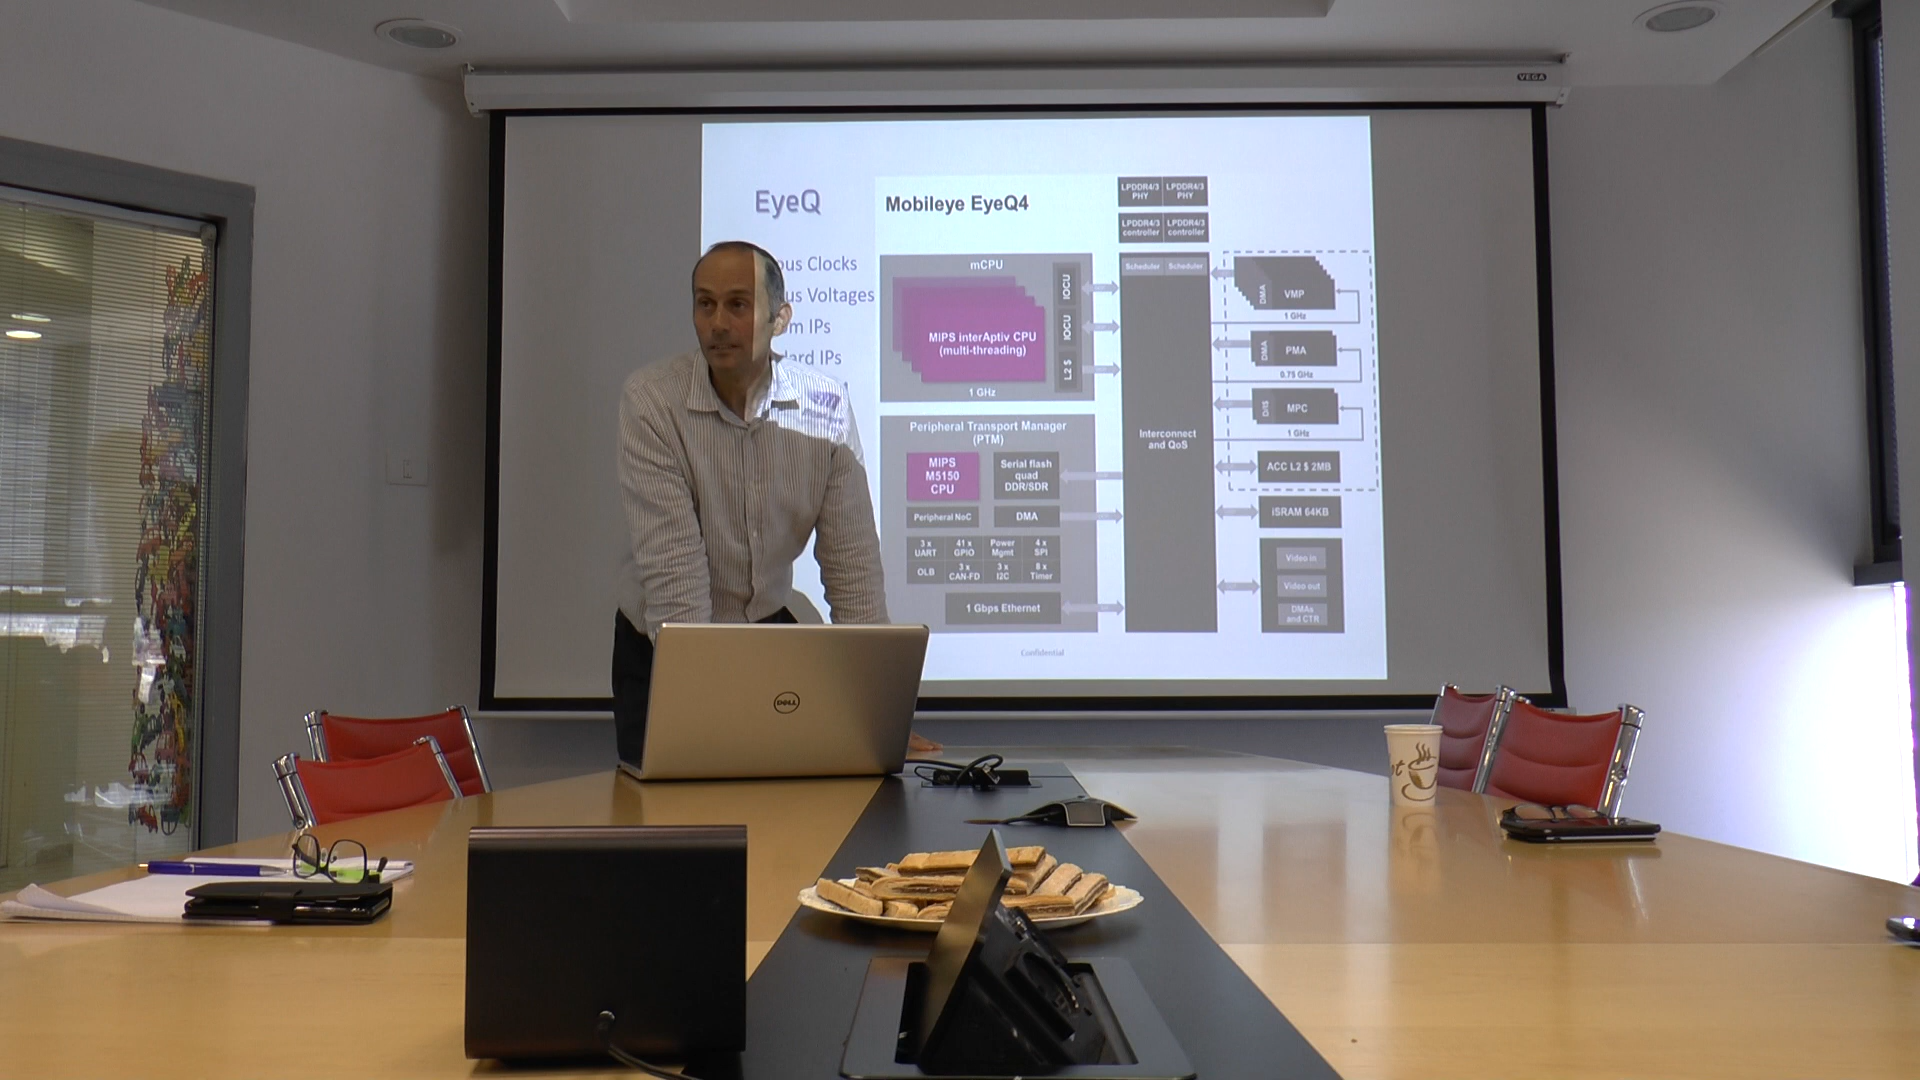 VEGA
EyeQ
ous Clocks
us Voltages
m IPs
dard IPs
Mobileye EyeQ4
LPDDR4/3 PHY
LPDDR4/3 PHY
LPDDR4/3 controller
LPDDR4/3 controller
mCPU
MIPS interAptiv CPU
(multi-threading)
1 GHz
IOCU
IOCU
L2 $
Scheduler
Scheduler
Interconnect
and QoS
DMA
VMP
1 GHz
DMA
PMA
0.75 GHz
MPC
1 GHz
ACC L2 $ 2MB
iSRAM 64KB
Video in
Video out
DMAs
and CTR
Peripheral Transport Manager
(PTM)
MIPS
M5150
CPU
Serial flash
quad
DDR/SDR
Peripheral NoC
DMA
3 x UART
41 x GPIO
Power Mgmt
4 x SPI
OLB
3 x CAN-FD
3 x I2C
8 x Timer
1 Gbps Ethernet
Confidential
DELL